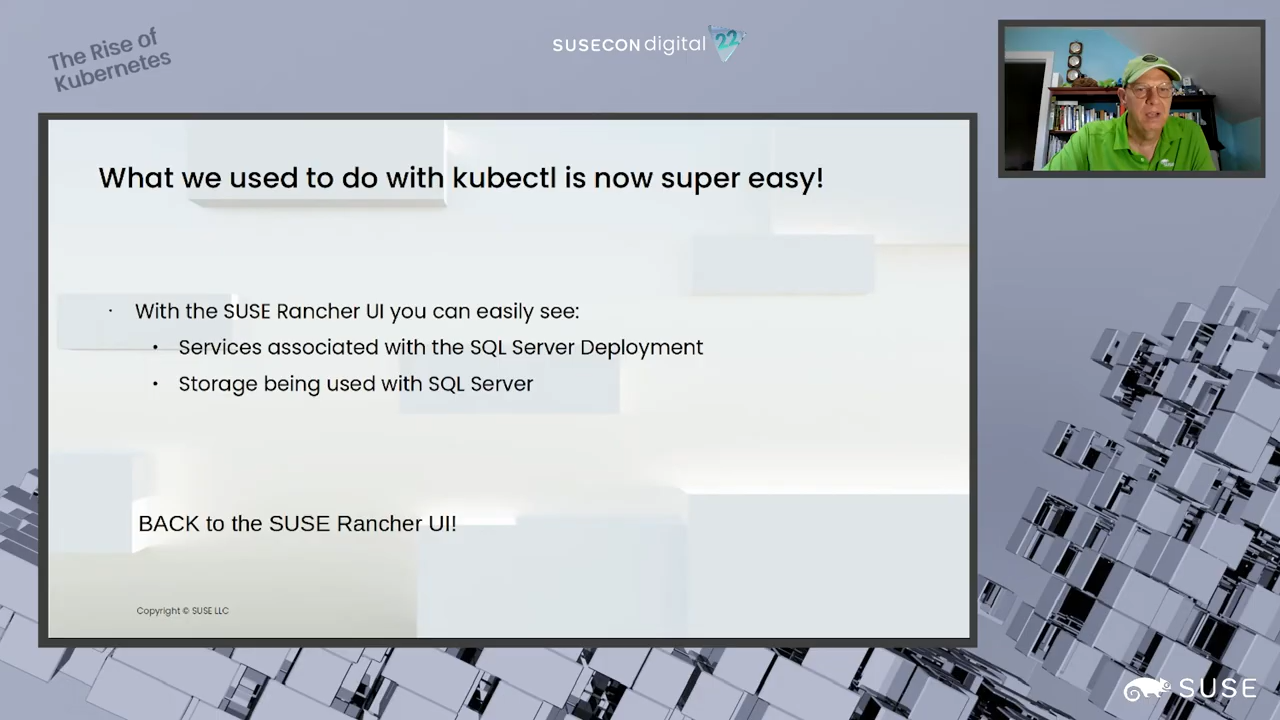 The Rise of
Kubernetes
SUSECON digital 22
What we used to do with kubectl is now super easy!
· With the SUSE Rancher UI you can easily see:
• Services associated with the SQL Server Deployment
• Storage being used with SQL Server
BACK to the SUSE Rancher UI!
Copyright © SUSE LLC
SUSE